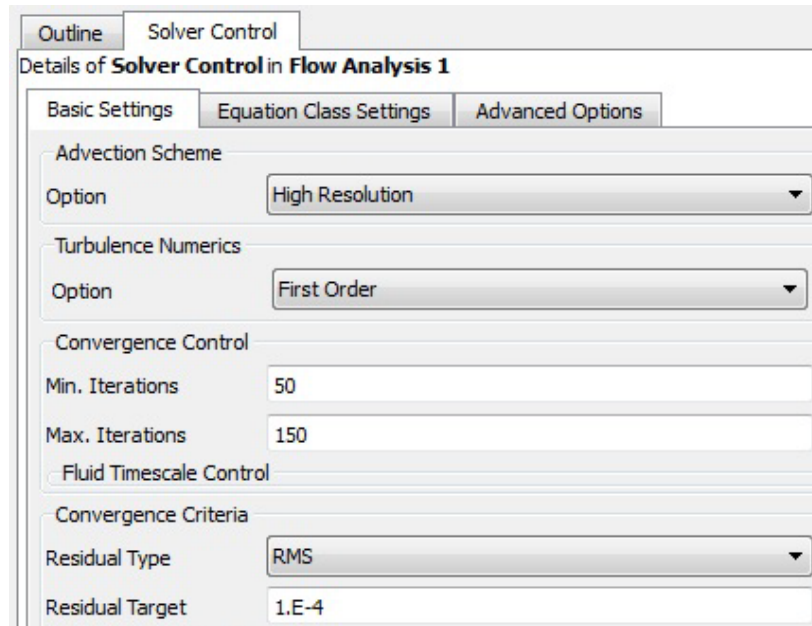 Outline Solver Control
Details of Solver Control in Flow Analysis 1
Basic Settings Equation Class Settings Advanced Options
Advection Scheme
Option High Resolution
Turbulence Numerics
Option First Order
Convergence Control
Min. Iterations 50
Max. Iterations 150
Fluid Timescale Control
Convergence Criteria
Residual Type RMS
Residual Target 1.E-4